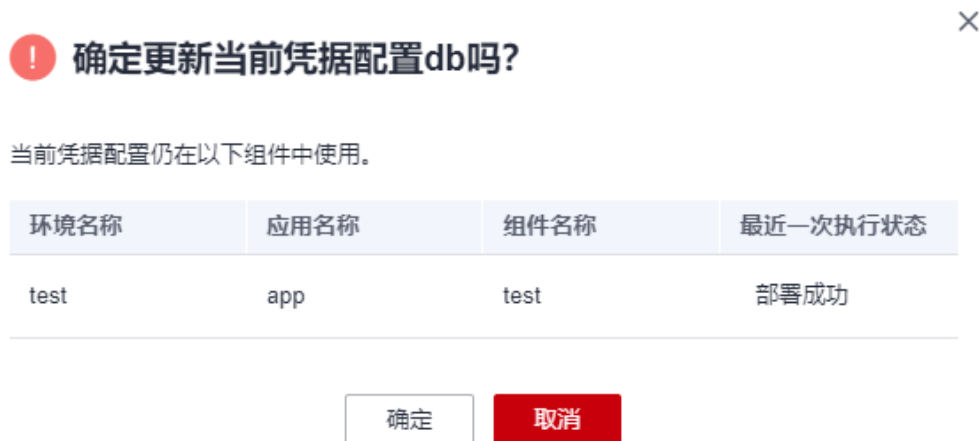 确定更新当前凭据配置db吗？
当前凭据配置仍在以下组件中使用。
环境名称 应用名称 组件名称 最近一次执行状态
test app test 部署成功
确定 取消